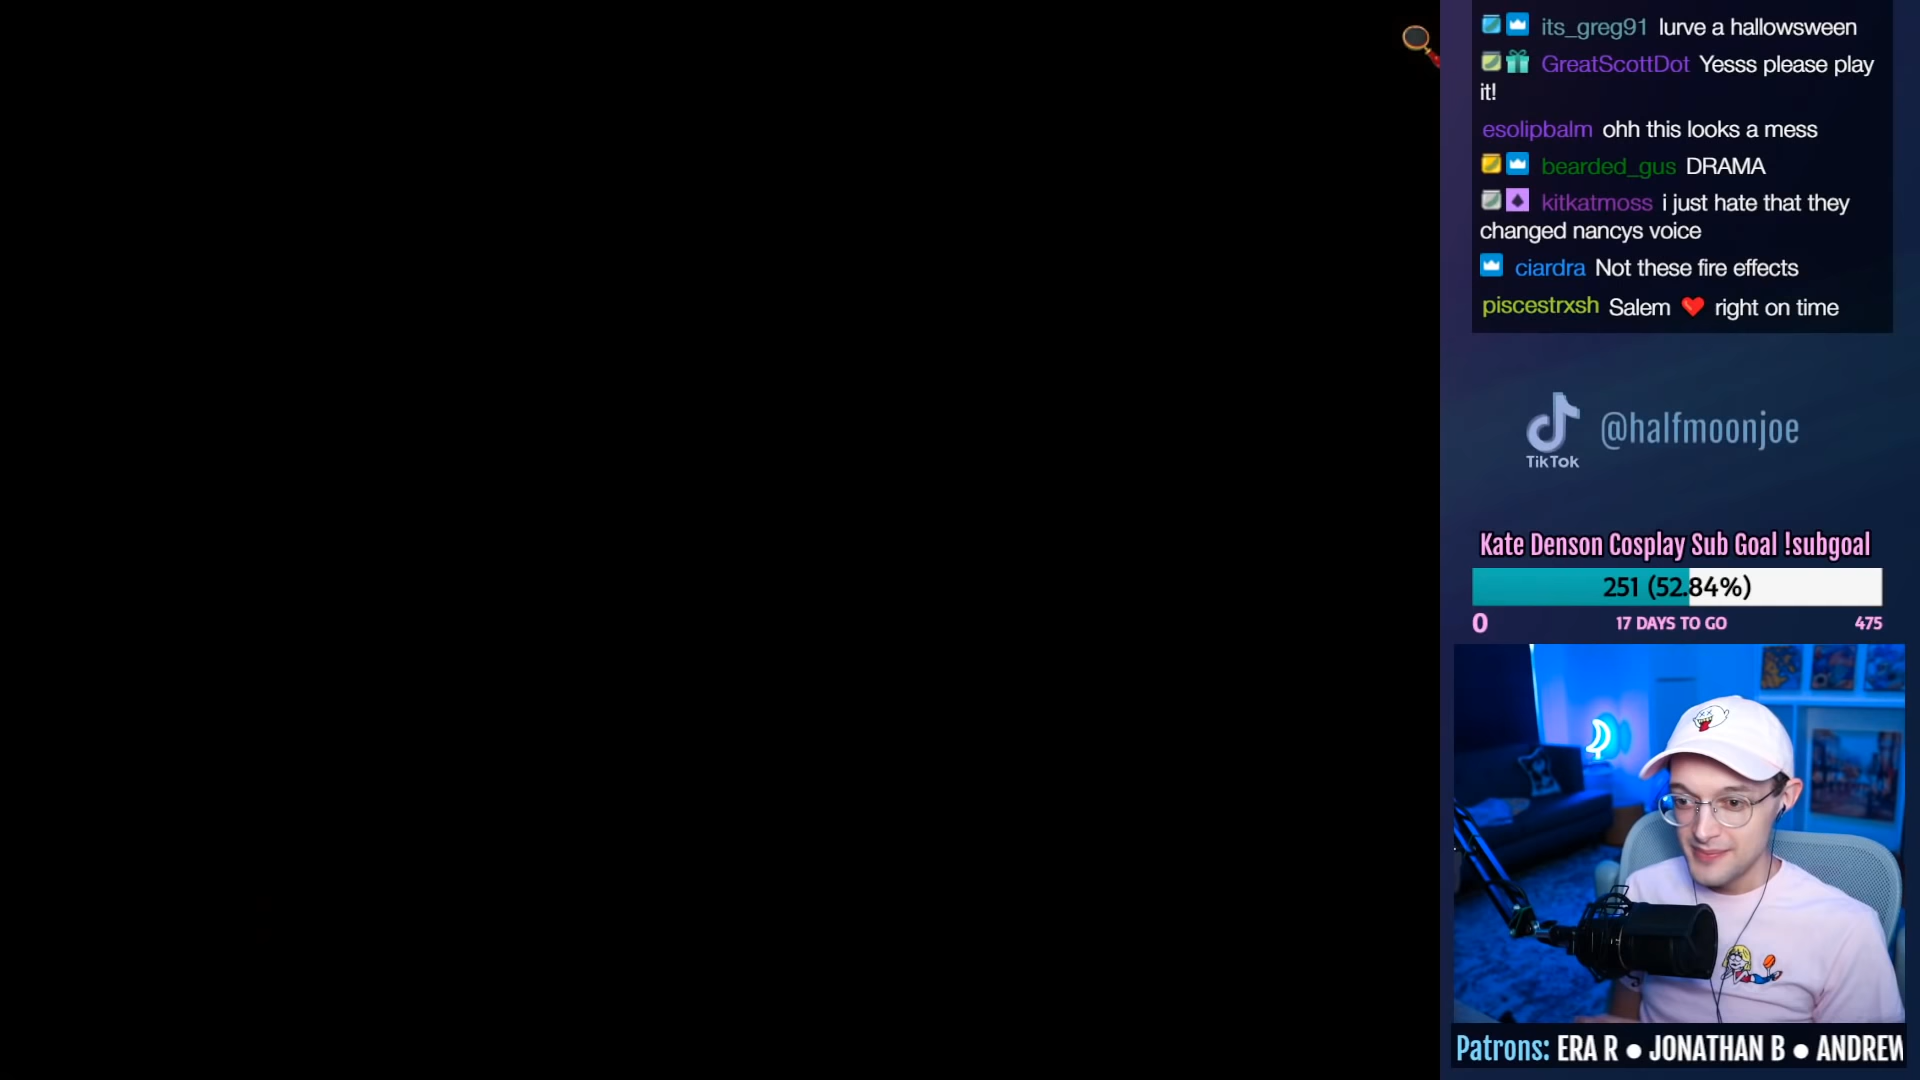 its_greg91 lurve a hallowsween
GreatScottDot Yesss please play
it!
esolipbalm ohh this looks a mess
bearded_gus DRAMA
kitkatmoss i just hate that they
changed nancys voice
ciardra Not these fire effects
piscestrxsh Salem ❤️ right on time
TikTok
@halfmoonjoe
Kate Denson Cosplay Sub Goal !subgoal
251 (52.84%)
0 17 DAYS TO GO 475
Patrons: ERA R ● JONATHAN B ● ANDREW